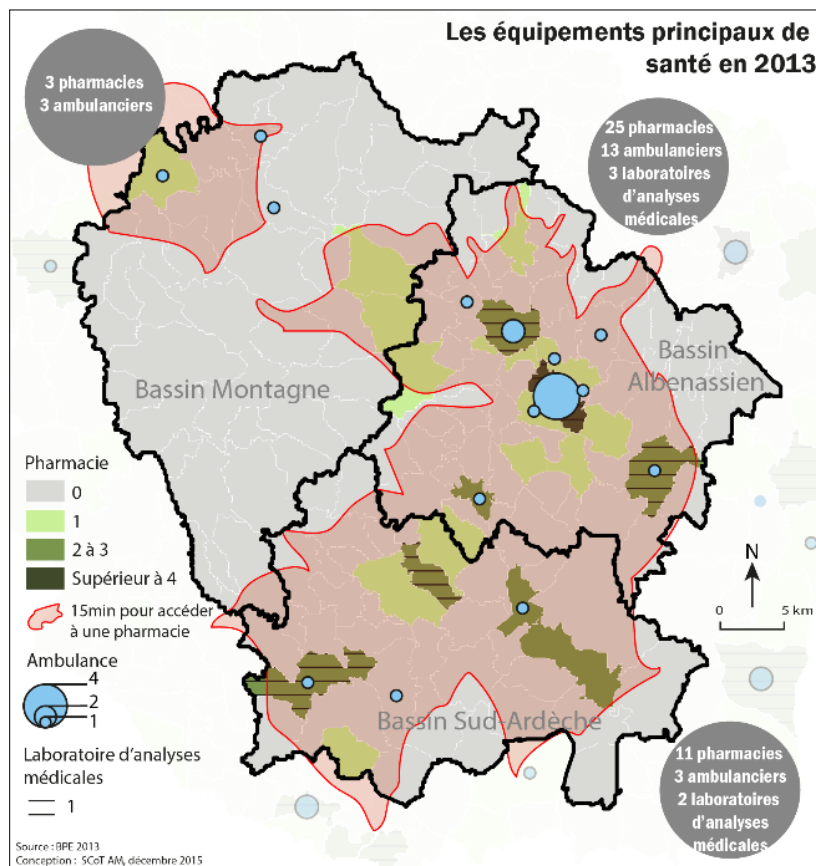 Les équipements principaux de
santé en 2013
3 pharmacies
3 ambulanciers
25 pharmacies
13 ambulanciers
3 laboratoires
d'analyses
médicales
Bassin Montagne
Bassin
Albenassien
Pharmacie
0
1
2 à 3
Supérieur à 4
15min pour accéder
à une pharmacie
N
0 5 km
Ambulance
4
2
1
Bassin Sud-Ardèche
Laboratoire d'analyses
médicales
1
11 pharmacies
3 ambulanciers
2 laboratoires
d'analyses
médicales
Source : BPE 2013
Conception : SCoT AM, décembre 2015